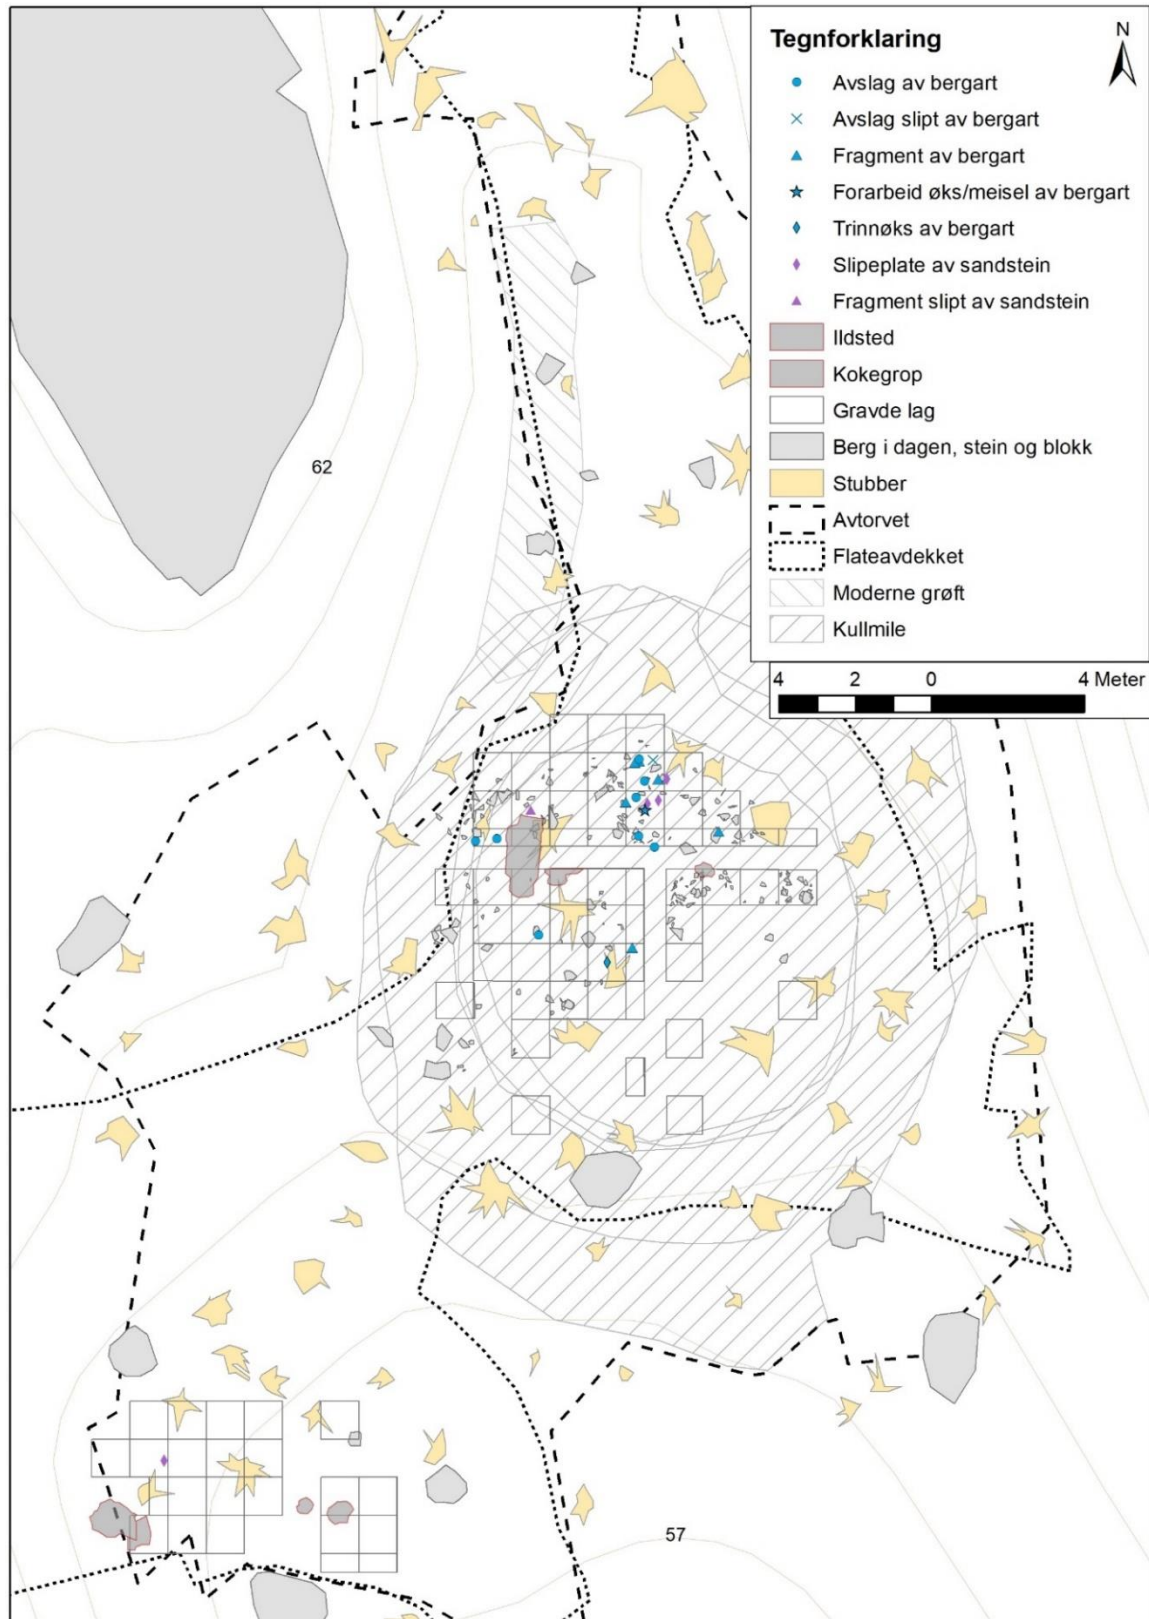 Tegnforklaring
N
Avslag av bergart
Avslag slipt av bergart
Fragment av bergart
Forarbeid øks/meisel av bergart
Trinnøks av bergart
Slipeplate av sandstein
Fragment slipt av sandstein
Ildsted
Kokegrop
Gravde lag
Berg i dagen, stein og blokk
Stubber
Avtorvet
Flateavdekket
Moderne grøft
Kullmile
4 2 0 4 Meter
62
57